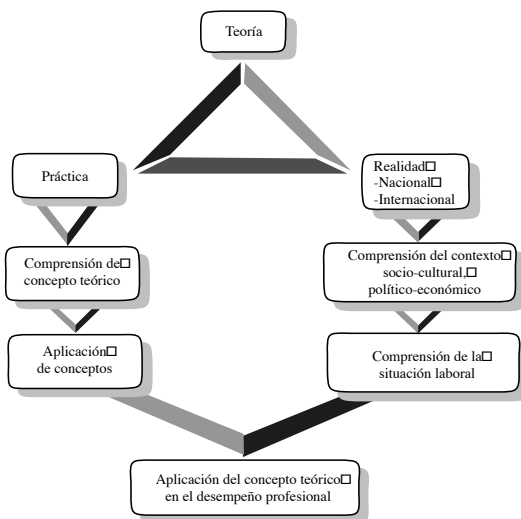 Teoría
Práctica
Realidad
-Nacional
-Internacional
Comprensión de
concepto teórico
Comprensión del contexto
socio-cultural,
político-económico
Aplicación
de conceptos
Comprensión de la
situación laboral
Aplicación del concepto teórico
en el desempeño profesional